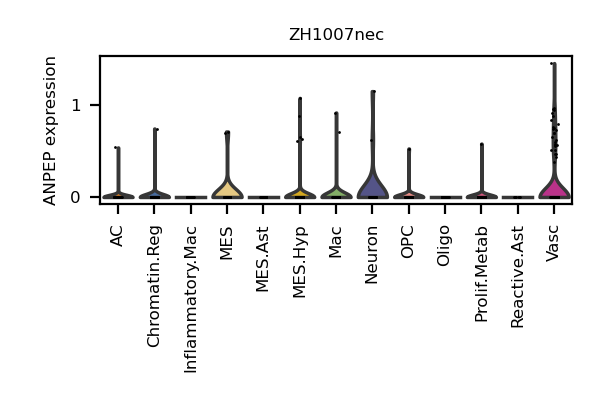 ZH1007nec
ANPEP expression
1
0
AC
Chromatin.Reg
Inflammatory.Mac
MES
MES.Ast
MES.Hyp
Mac
Neuron
OPC
Oligo
Prolif.Metab
Reactive.Ast
Vasc